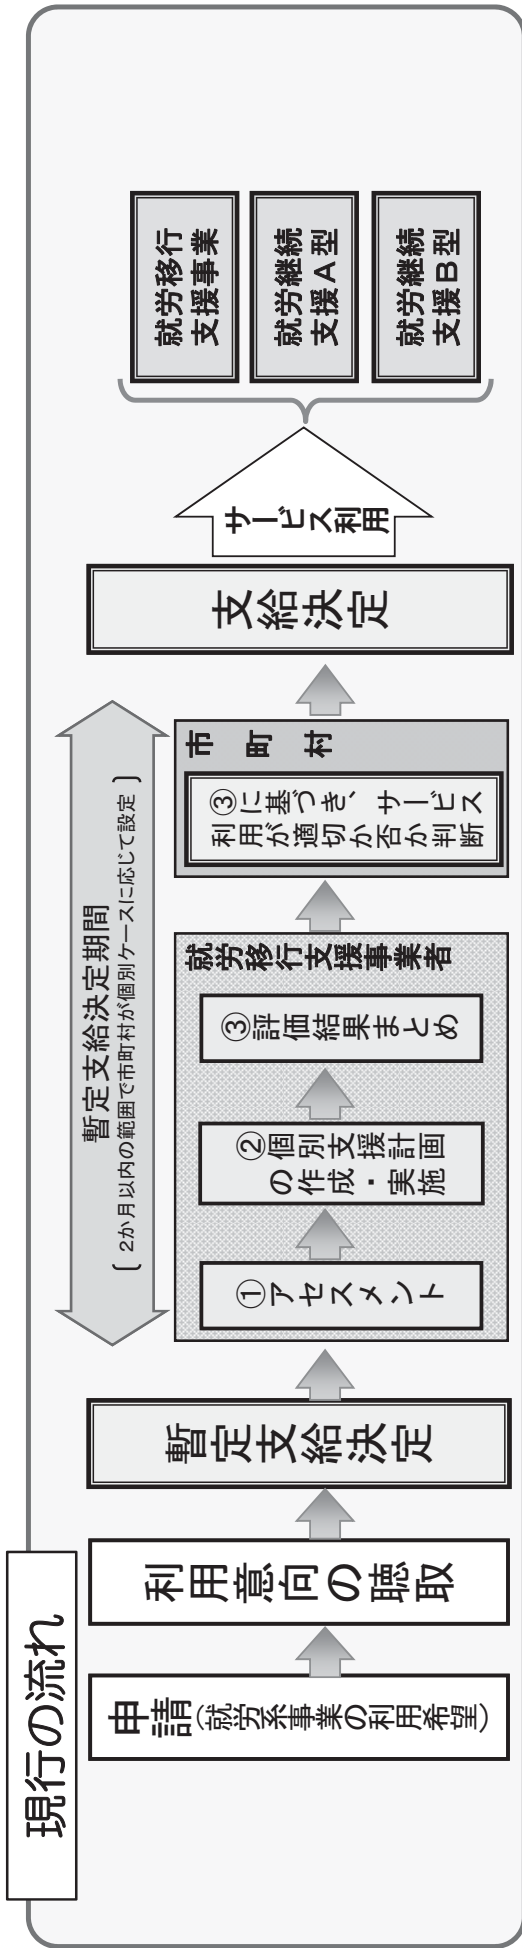 現行の流れ
申請(就労系事業の利用希望)
利用意向の聴取
暫定支給決定
暫定支給決定期間
〔 2か月以内の範囲で市町村が個別ケースに応じて設定 〕
就労移行支援事業者
①アセスメント
②個別支援計画
の作成・実施
③評価結果まとめ
市町村
③に基づき、サービス
利用が適切か否か判断
支給決定
サービス利用
就労移行
支援事業
就労継続
支援A型
就労継続
支援B型